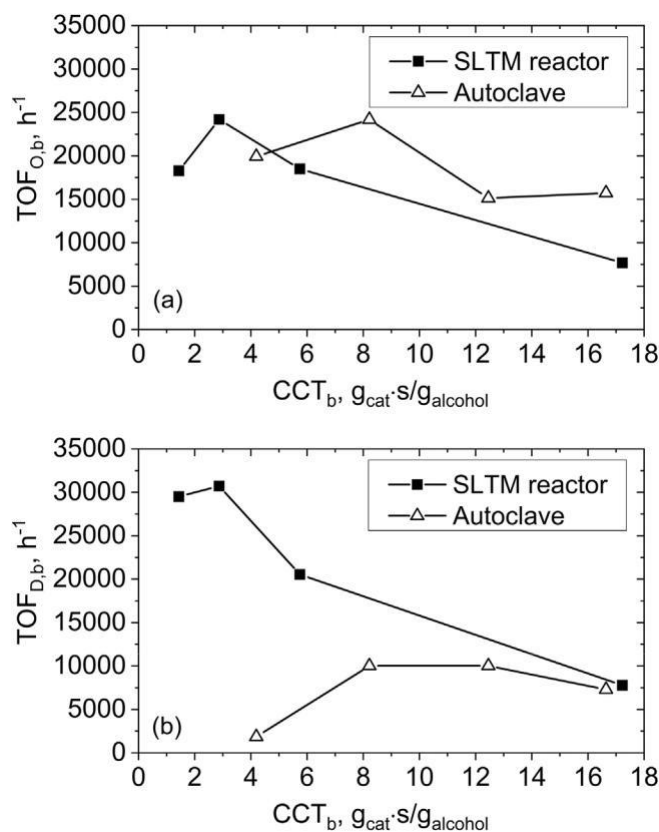 35000
30000
25000
20000
15000
10000
5000
0
TOF_O,b, h⁻¹
SLTM reactor
Autoclave
(a)
0 2 4 6 8 10 12 14 16 18
CCT_b, g_cat·s/g_alcohol
35000
30000
25000
20000
15000
10000
5000
0
TOF_D,b, h⁻¹
SLTM reactor
Autoclave
(b)
0 2 4 6 8 10 12 14 16 18
CCT_b, g_cat·s/g_alcohol